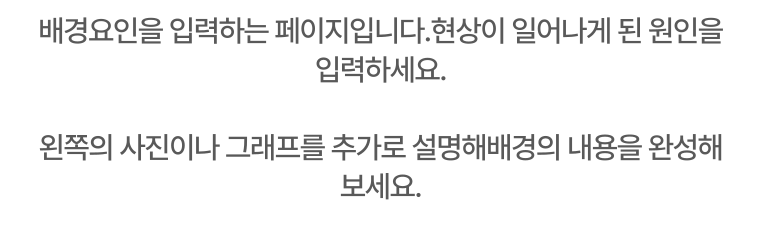 배경요인을 입력하는 페이지입니다.현상이 일어나게 된 원인을
입력하세요.
왼쪽의 사진이나 그래프를 추가로 설명해배경의 내용을 완성해
보세요.